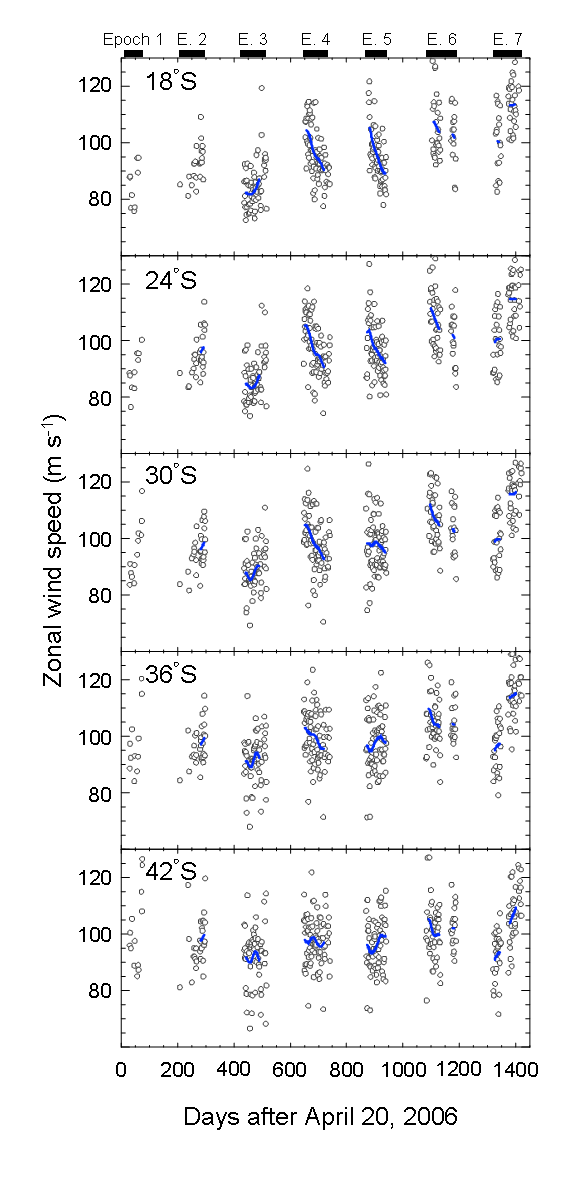 Epoch 1 E. 2 E. 3 E. 4 E. 5 E. 6 E. 7
18°S
120
100
80
24°S
120
100
80
30°S
120
100
80
36°S
120
100
80
42°S
120
100
80
Zonal wind speed (m s-1)
0 200 400 600 800 1000 1200 1400
Days after April 20, 2006